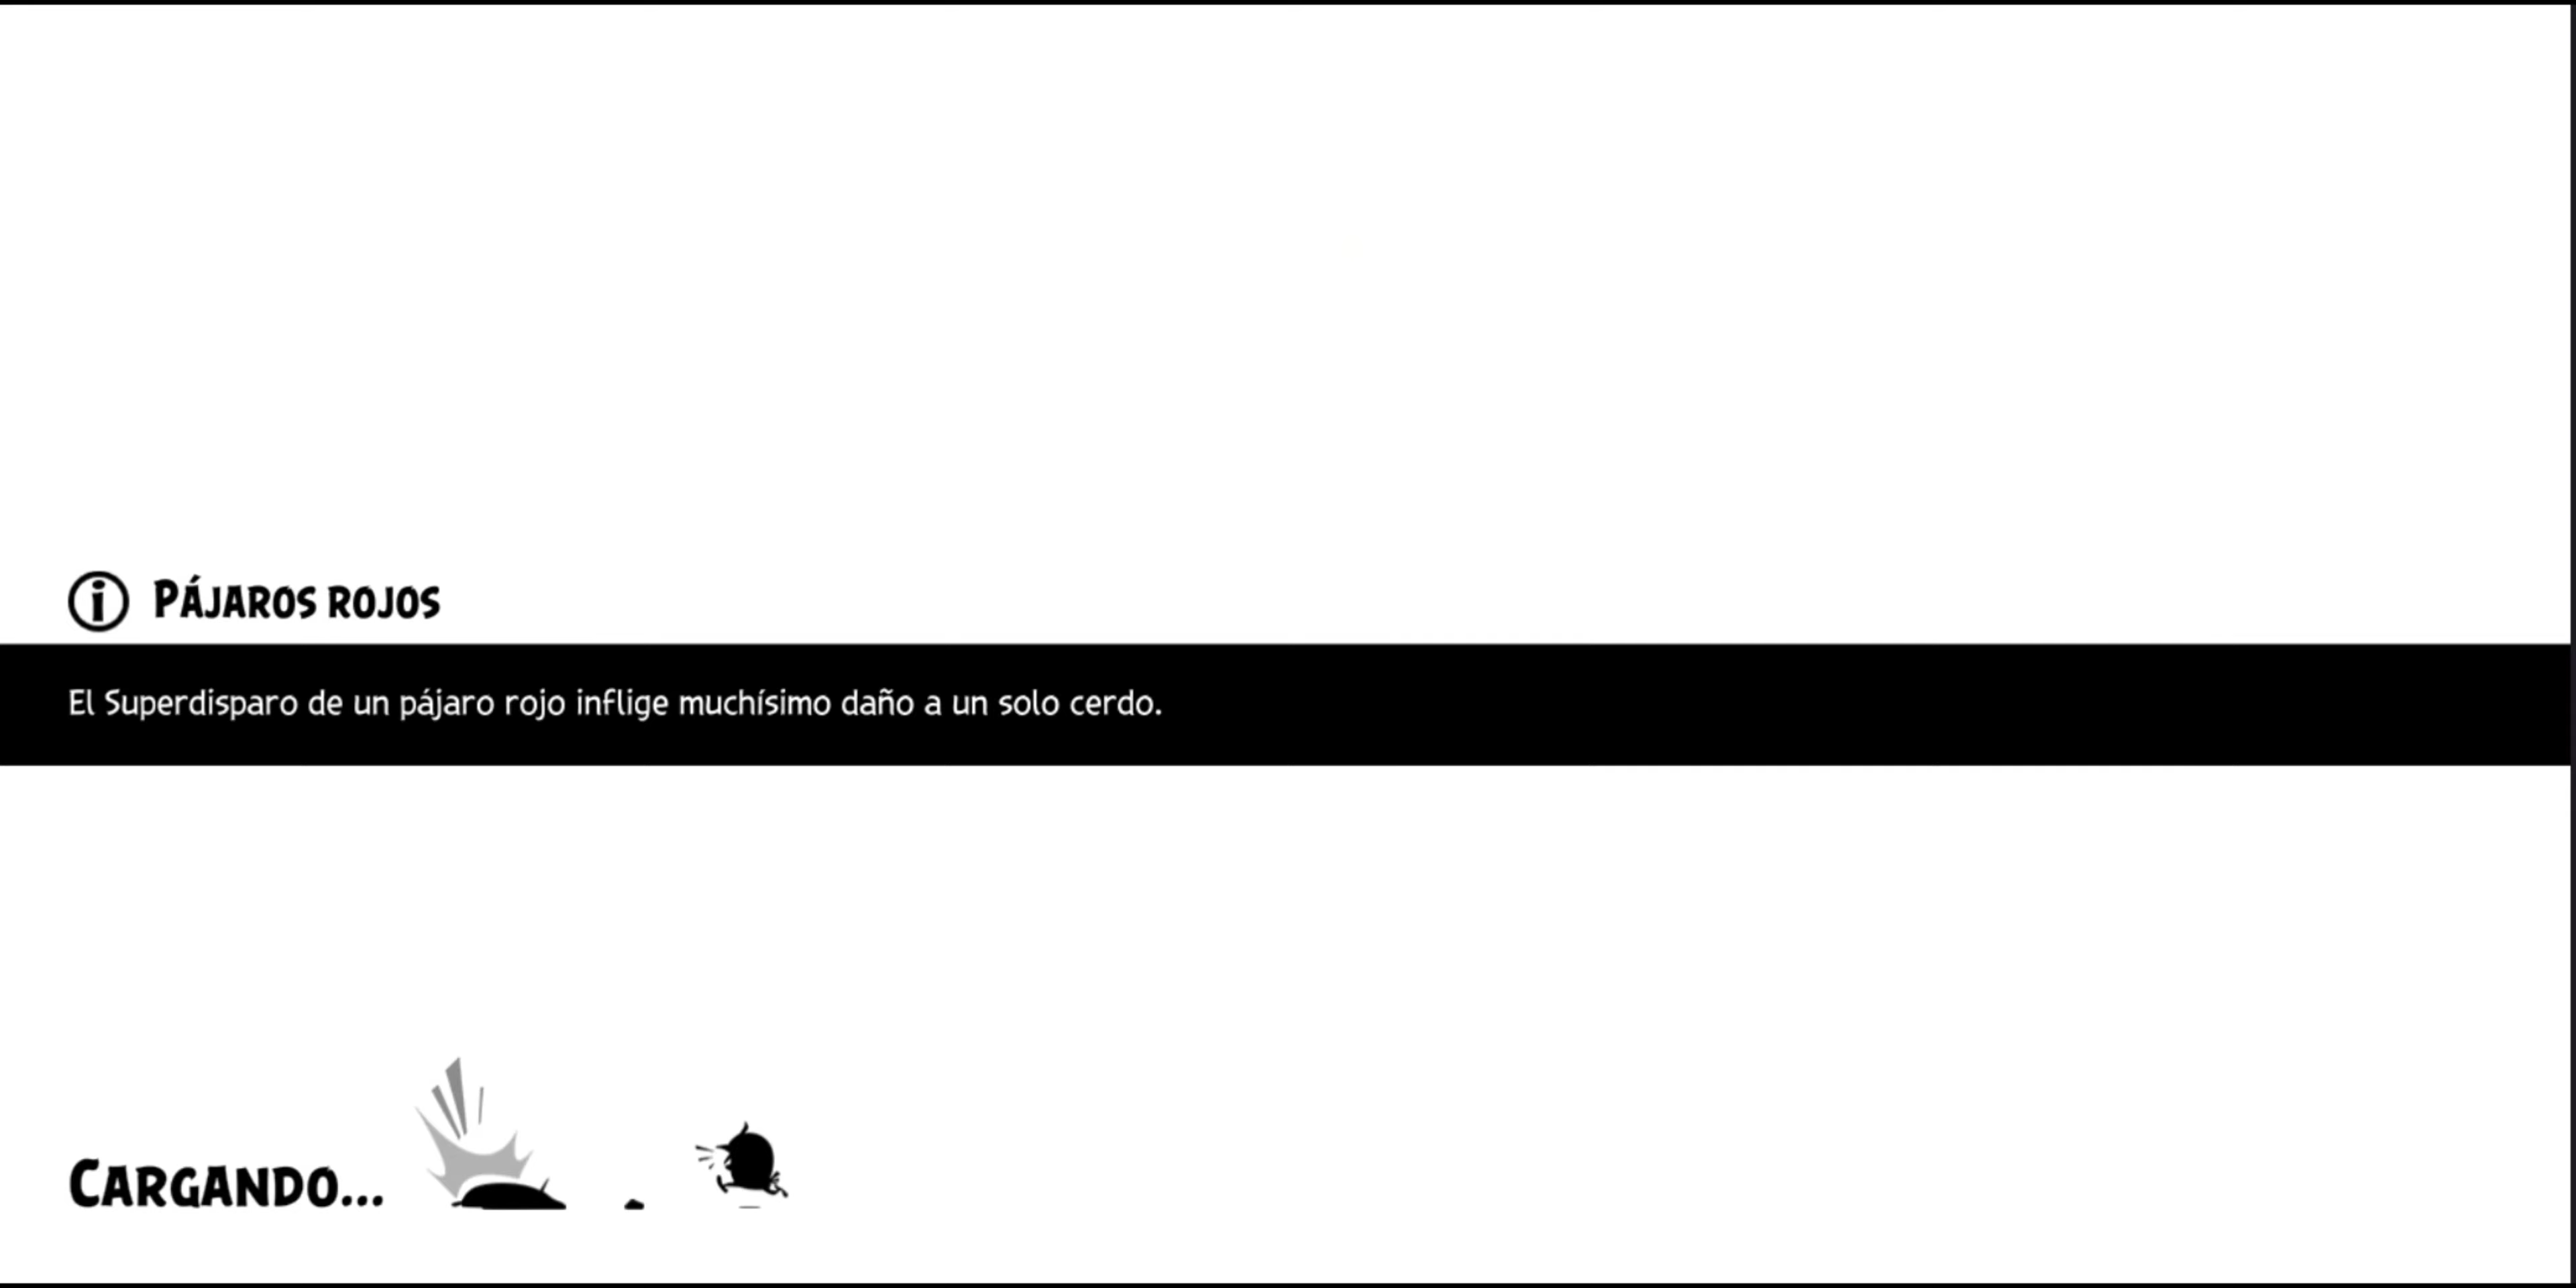 Pájaros rojos
El Superdisparo de un pájaro rojo inflige muchísimo daño a un solo cerdo.
Cargando...